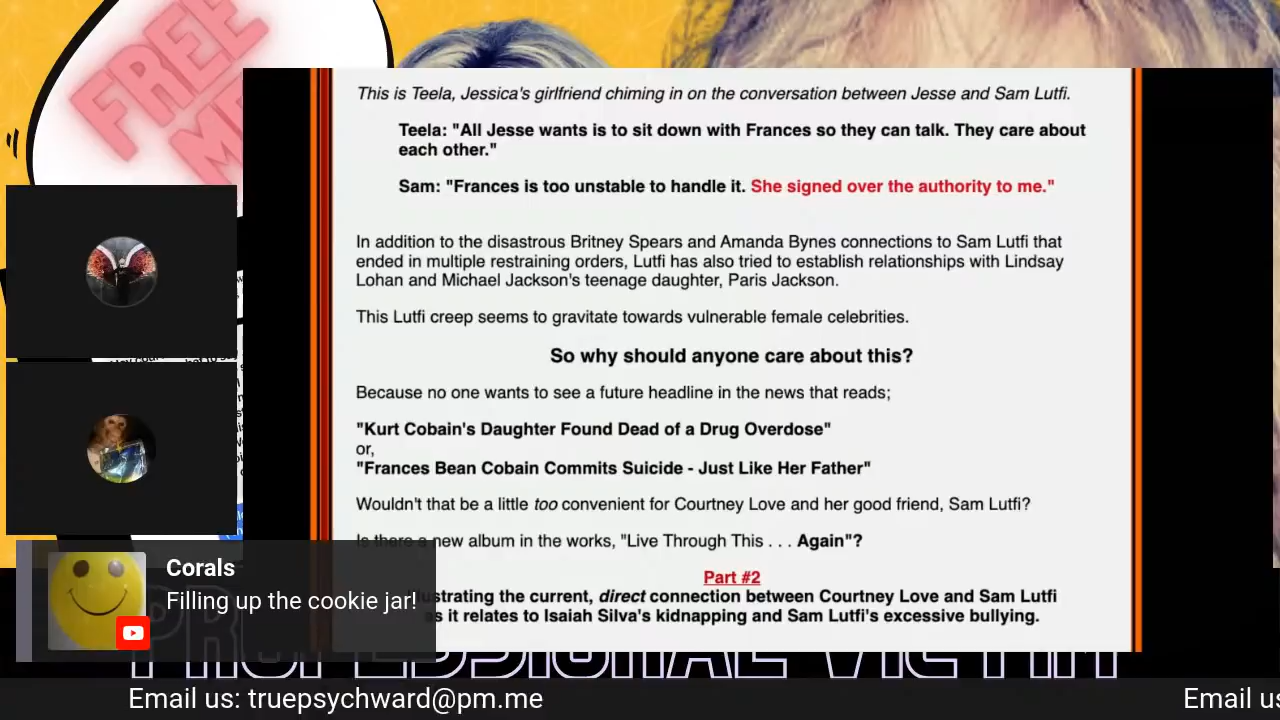 FREE
This is Teela, Jessica's girlfriend chiming in on the conversation between Jesse and Sam Lutfi.
Teela: "All Jesse wants is to sit down with Frances so they can talk. They care about
each other."
Sam: "Frances is too unstable to handle it. She signed over the authority to me."
In addition to the disastrous Britney Spears and Amanda Bynes connections to Sam Lutfi that
ended in multiple restraining orders, Lutfi has also tried to establish relationships with Lindsay
Lohan and Michael Jackson's teenage daughter, Paris Jackson.
This Lutfi creep seems to gravitate towards vulnerable female celebrities.
So why should anyone care about this?
Because no one wants to see a future headline in the news that reads;
"Kurt Cobain's Daughter Found Dead of a Drug Overdose"
or,
"Frances Bean Cobain Commits Suicide - Just Like Her Father"
Wouldn't that be a little too convenient for Courtney Love and her good friend, Sam Lutfi?
Is there a new album in the works, "Live Through This . . . Again"?
Part #2
the current, direct connection between Courtney Love and Sam Lutfi
as it relates to Isaiah Silva's kidnapping and Sam Lutfi's excessive bullying.
Corals
Filling up the cookie jar!
PROFESSIONAL VICTIM
Email us: truepsychward@pm.me
Email us